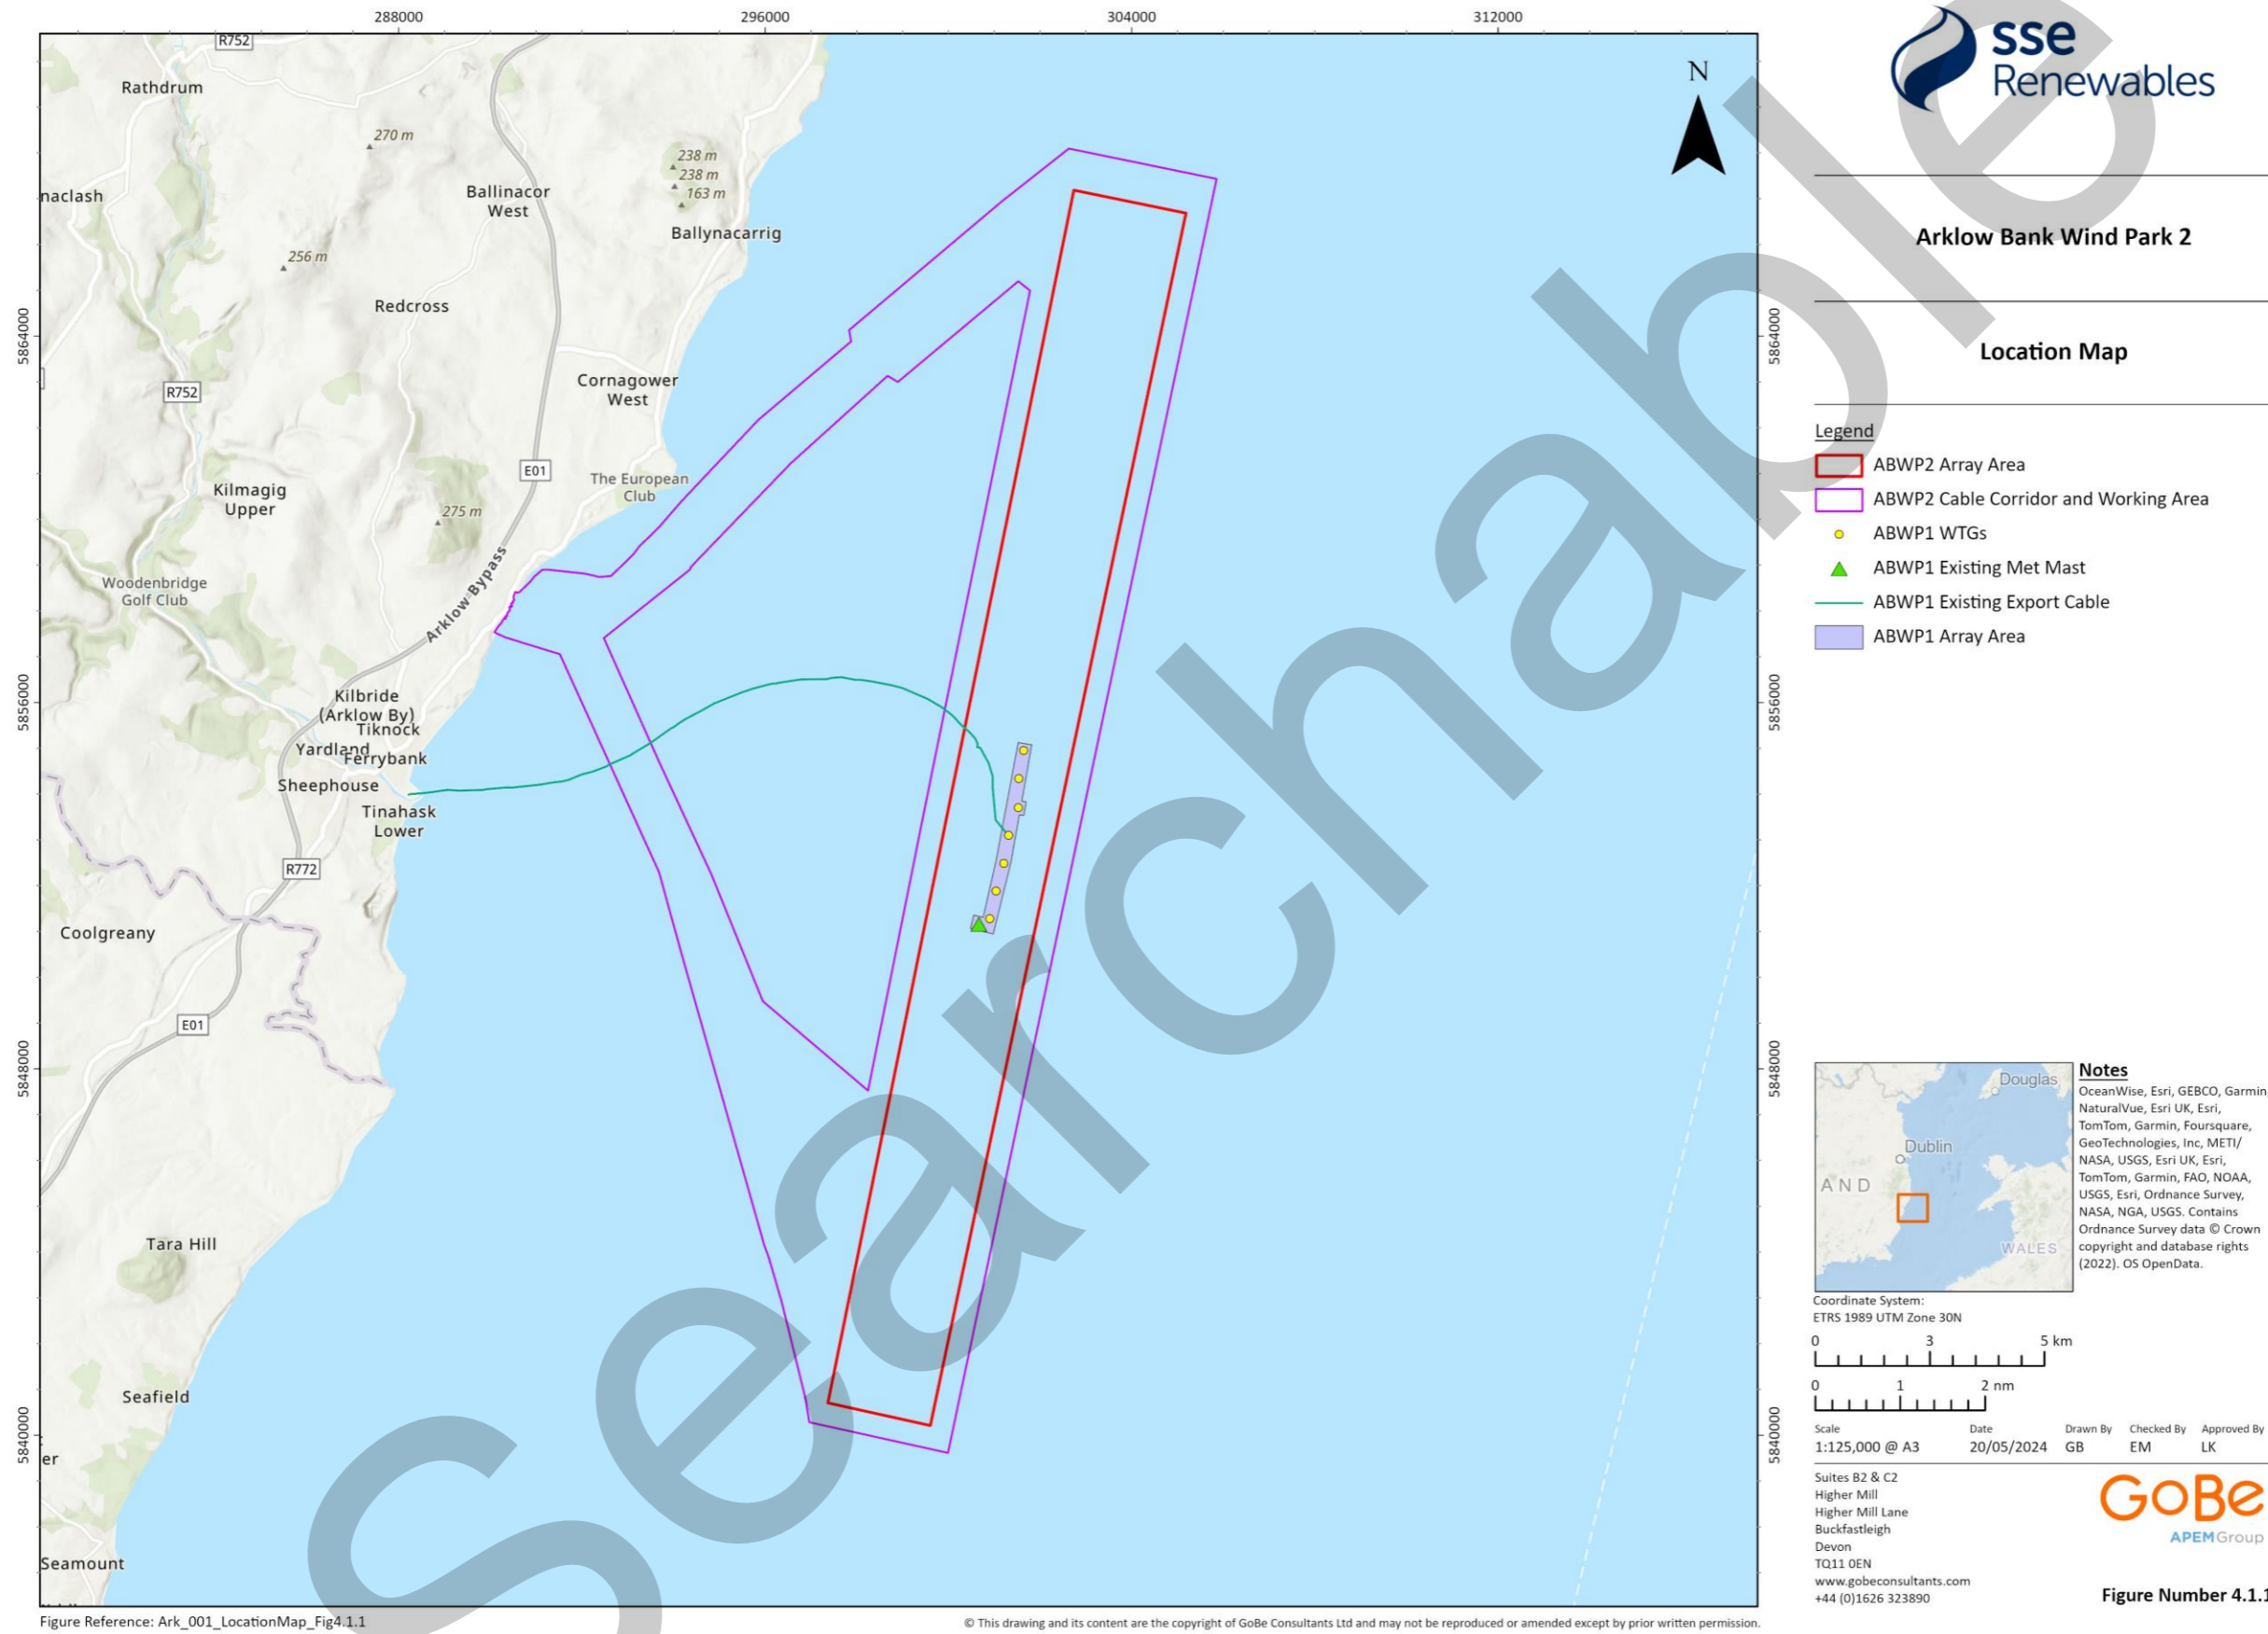 288000
296000
304000
312000
R752
Rathdrum
270 m
238 m
238 m
163 m
naclash
Ballinacor
West
Ballynacarrig
256 m
Redcross
5864000
5864000
R752
Cornagower
West
E01
The European
Club
Kilmagig
Upper
275 m
Arklow Bypass
Woodenbridge
Golf Club
Kilbride
(Arklow By)
Tiknock
Yardland
Ferrybank
Sheephouse
Tinahask
Lower
5856000
5856000
R772
Coolgreany
E01
5848000
5848000
Tara Hill
Seafield
5840000
5840000
er
Seamount
N
searchable
Figure Reference: Ark_001_LocationMap_Fig4.1.1
© This drawing and its content are the copyright of GoBe Consultants Ltd and may not be reproduced or amended except by prior written permission.
sse
Renewables
Arklow Bank Wind Park 2
Location Map
Legend
ABWP2 Array Area
ABWP2 Cable Corridor and Working Area
ABWP1 WTGs
ABWP1 Existing Met Mast
ABWP1 Existing Export Cable
ABWP1 Array Area
Douglas
Dublin
AND
WALES
Notes
OceanWise, Esri, GEBCO, Garmin,
NaturalVue, Esri UK, Esri,
TomTom, Garmin, Foursquare,
GeoTechnologies, Inc, METI/
NASA, USGS, Esri UK, Esri,
TomTom, Garmin, FAO, NOAA,
USGS, Esri, Ordnance Survey,
NASA, NGA, USGS. Contains
Ordnance Survey data © Crown
copyright and database rights
(2022). OS OpenData.
Coordinate System:
ETRS 1989 UTM Zone 30N
0 3 5 km
0 1 2 nm
Scale Date Drawn By Checked By Approved By
1:125,000 @ A3 20/05/2024 GB EM LK
Suites B2 & C2
Higher Mill
Higher Mill Lane
Buckfastleigh
Devon
TQ11 0EN
www.gobeconsultants.com
+44 (0)1626 323890
GoBe
APEMGroup
Figure Number 4.1.1